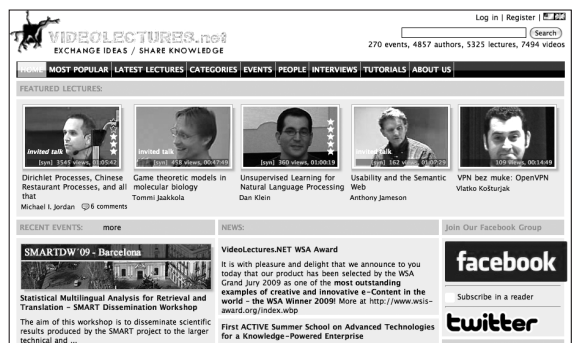 Log in | Register |
VIDEOLECTURES.net
EXCHANGE IDEAS / SHARE KNOWLEDGE
Search
270 events, 4857 authors, 5325 lectures, 7494 videos
HOME MOST POPULAR LATEST LECTURES CATEGORIES EVENTS PEOPLE INTERVIEWS TUTORIALS ABOUT US
FEATURED LECTURES:
invited talk
[syn] 3545 views, 01:05:42
invited talk
[syn] 458 views, 00:47:49
[syn] 360 views, 01:00:19
invited talk
[syn] 162 views, 01:07:29
109 views, 00:14:49
Dirichlet Processes, Chinese
Restaurant Processes, and all
that
Michael I. Jordan 6 comments
Game theoretic models in
molecular biology
Tommi Jaakkola
Unsupervised Learning for
Natural Language Processing
Dan Klein
Usability and the Semantic
Web
Anthony Jameson
VPN bez muke: OpenVPN
Vlatko Košturjak
RECENT EVENTS: more
SMARTDW'09 - Barcelona
Statistical Multilingual Analysis for Retrieval and
Translation - SMART Dissemination Workshop
The aim of this workshop is to disseminate scientific
results produced by the SMART project to the larger
technical and ...
NEWS:
VideoLectures.NET WSA Award
It is with pleasure and delight that we announce to you
today that our product has been selected by the WSA
Grand Jury 2009 as one of the most outstanding
examples of creative and innovative e-Content in the
world - the WSA Winner 2009! More at http://www.wsis-
award.org/index.wbp
First ACTIVE Summer School on Advanced Technologies
for a Knowledge-Powered Enterprise
Join Our Facebook Group
facebook
Subscribe in a reader
twitter